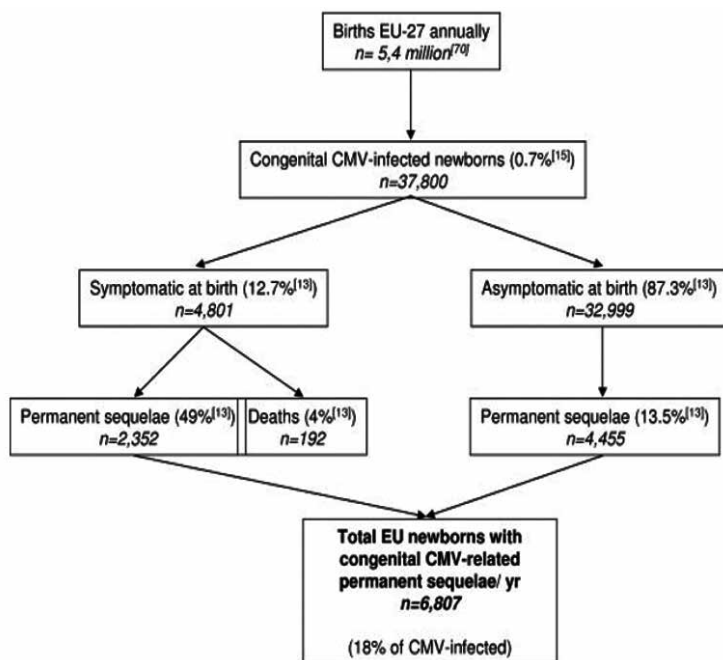 Births EU-27 annually
n= 5,4 million[70]
Congenital CMV-infected newborns (0.7%[15])
n=37,800
Symptomatic at birth (12.7%[13])
n=4,801
Asymptomatic at birth (87.3%[13])
n=32,999
Permanent sequelae (49%[13])
n=2,352
Deaths (4%[13])
n=192
Permanent sequelae (13.5%[13])
n=4,455
Total EU newborns with
congenital CMV-related
permanent sequelae/ yr
n=6,807
(18% of CMV-infected)